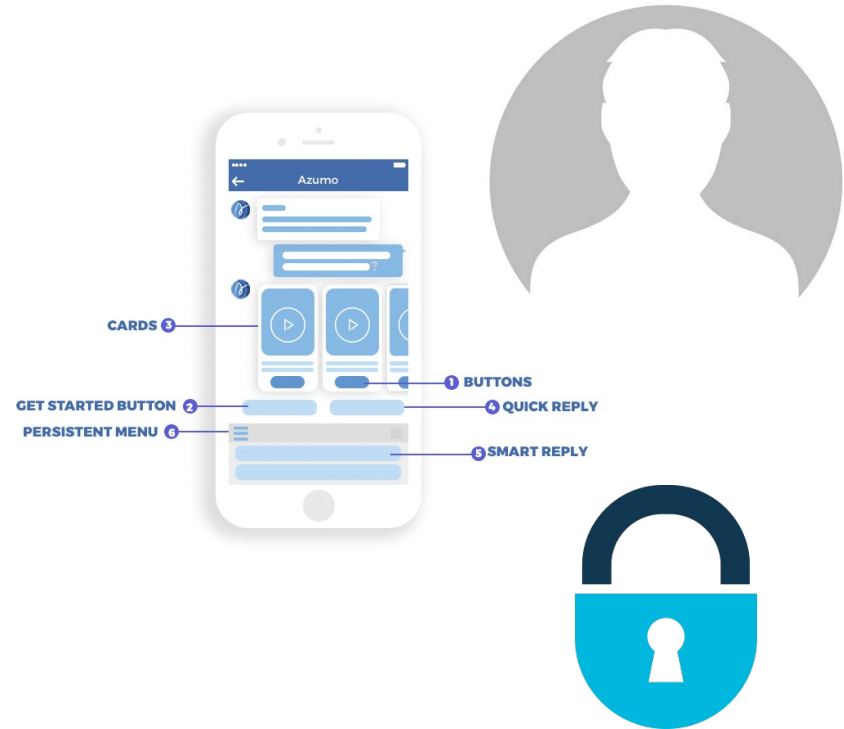 Azumo
?
CARDS 3
1 BUTTONS
GET STARTED BUTTON 2
4 QUICK REPLY
PERSISTENT MENU 6
5 SMART REPLY